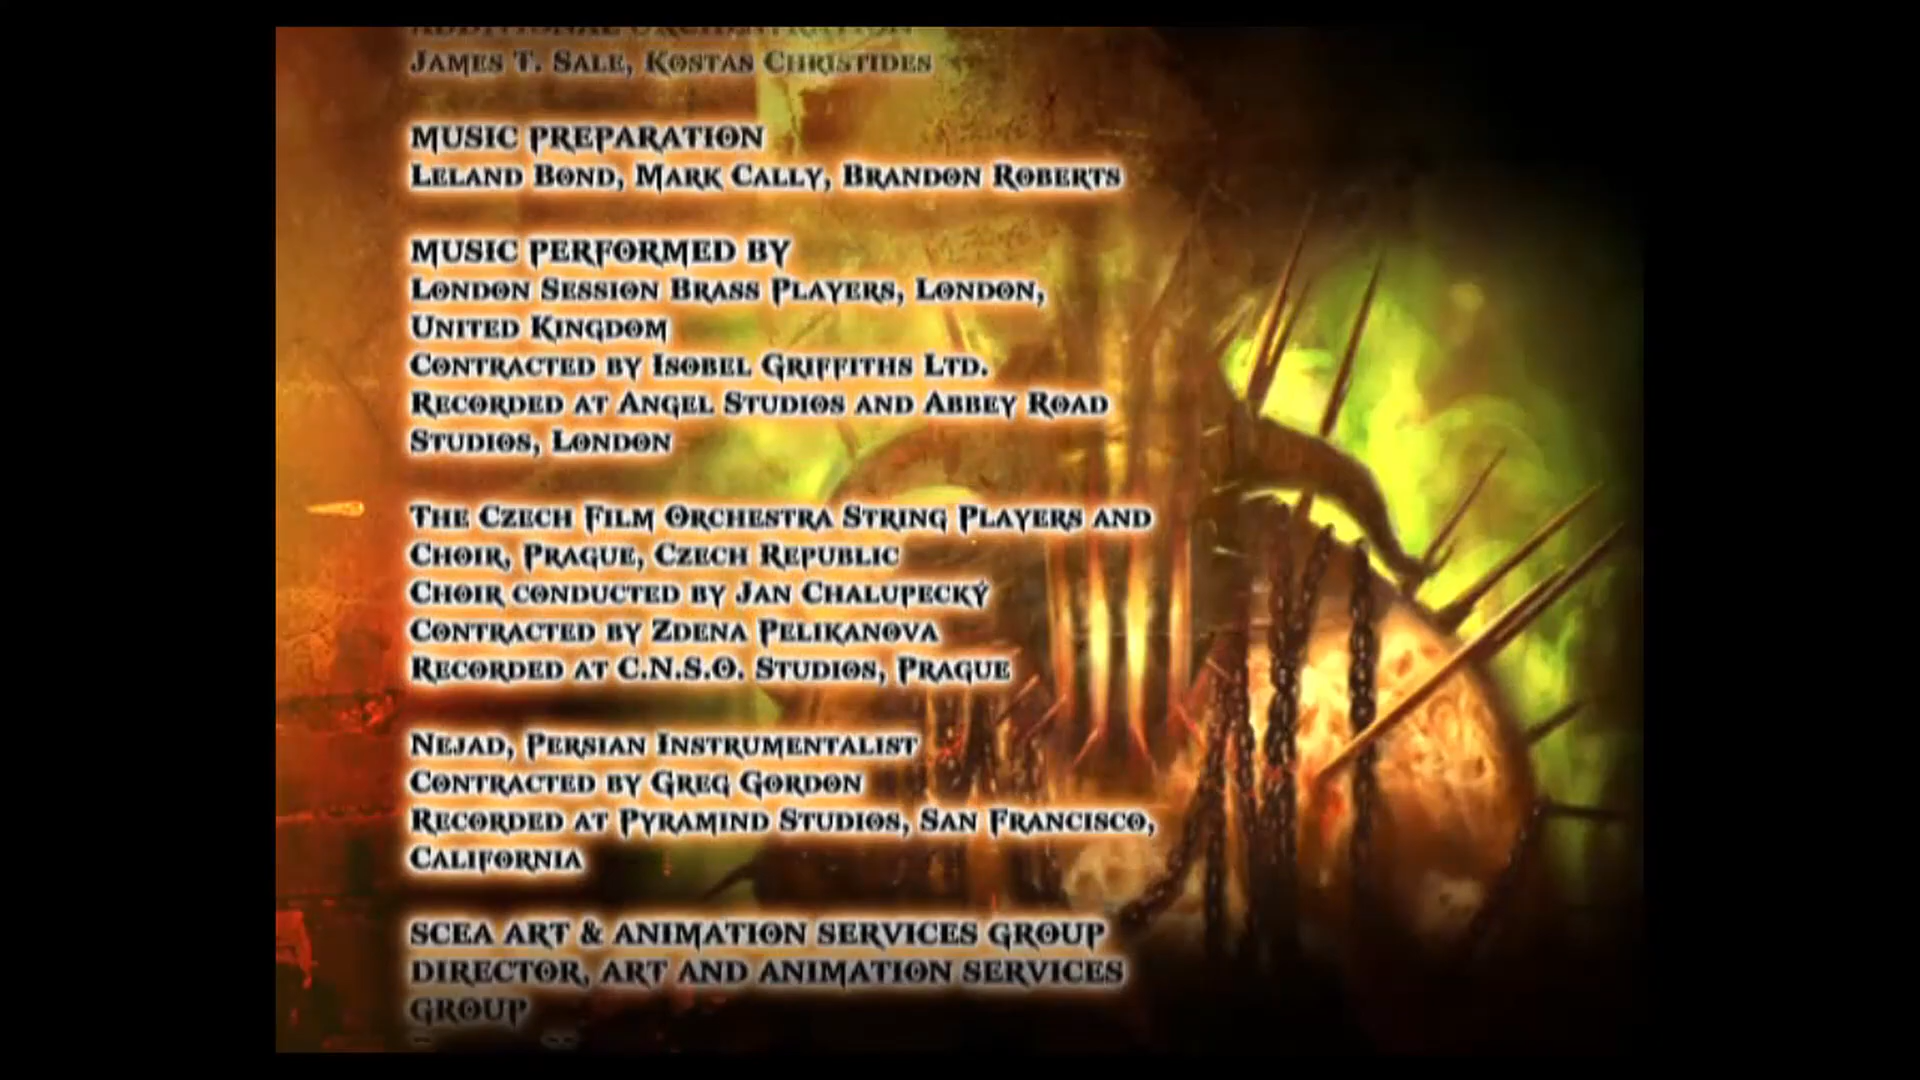 ADDITIONAL ORCHESTRATION
JAMES T. SALE, KOSTAS CHRISTIDES
MUSIC PREPARATION
LELAND BOND, MARK CALLY, BRANDON ROBERTS
MUSIC PERFORMED BY
LONDON SESSION BRASS PLAYERS, LONDON,
UNITED KINGDOM
CONTRACTED BY ISOBEL GRIFFITHS LTD.
RECORDED AT ANGEL STUDIOS AND ABBEY ROAD
STUDIOS, LONDON
THE CZECH FILM ORCHESTRA STRING PLAYERS AND
CHOIR, PRAGUE, CZECH REPUBLIC
CHOIR CONDUCTED BY JAN CHALUPECKÝ
CONTRACTED BY ZDENA PELIKANOVA
RECORDED AT C.N.S.O. STUDIOS, PRAGUE
NEJAD, PERSIAN INSTRUMENTALIST
CONTRACTED BY GREG GORDON
RECORDED AT PYRAMIND STUDIOS, SAN FRANCISCO,
CALIFORNIA
SCEA ART & ANIMATION SERVICES GROUP
DIRECTOR, ART AND ANIMATION SERVICES
GROUP